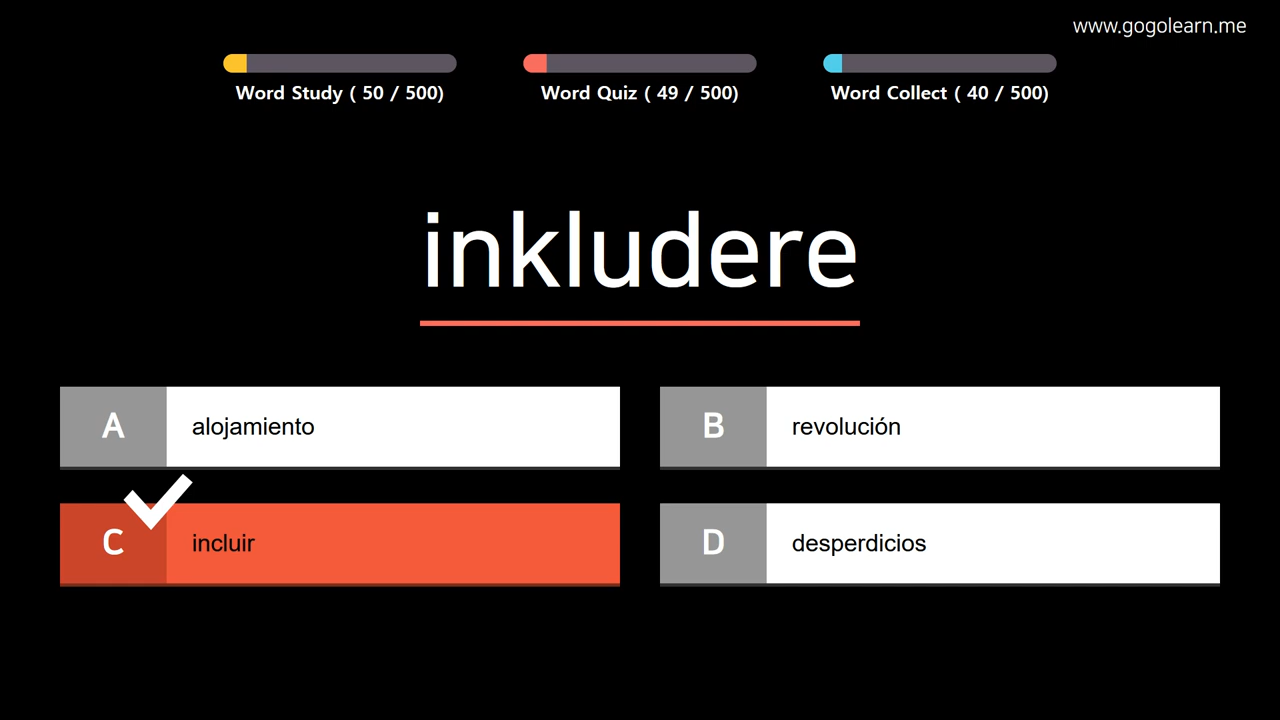 www.gogolearn.me
Word Study ( 50 / 500)
Word Quiz ( 49 / 500)
Word Collect ( 40 / 500)
inkludere
A alojamiento
B revolución
C incluir
D desperdicios